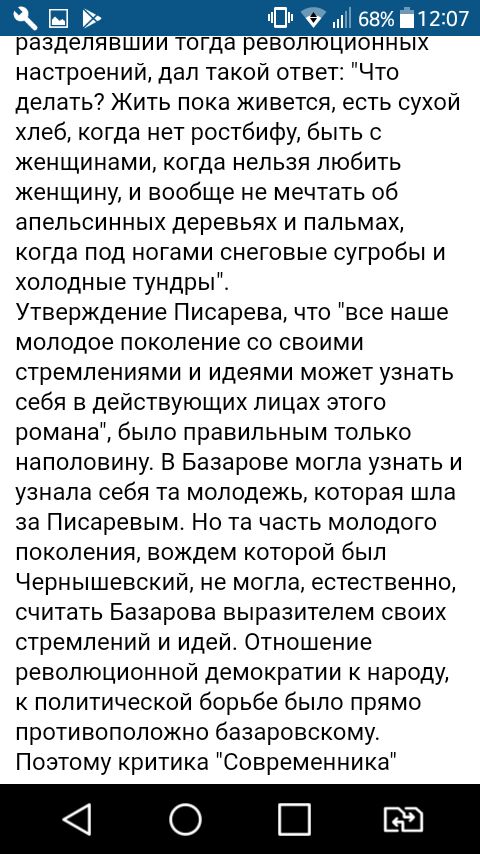 68% 12:07
разделявший тогда революционных
настроений, дал такой ответ: "Что
делать? Жить пока живется, есть сухой
хлеб, когда нет ростбифу, быть с
женщинами, когда нельзя любить
женщину, и вообще не мечтать об
апельсинных деревьях и пальмах,
когда под ногами снеговые сугробы и
холодные тундры".
Утверждение Писарева, что "все наше
молодое поколение со своими
стремлениями и идеями может узнать
себя в действующих лицах этого
романа", было правильным только
наполовину. В Базарове могла узнать и
узнала себя та молодежь, которая шла
за Писаревым. Но та часть молодого
поколения, вождем которой был
Чернышевский, не могла, естественно,
считать Базарова выразителем своих
стремлений и идей. Отношение
революционной демократии к народу,
к политической борьбе было прямо
противоположно базаровскому.
Поэтому критика "Современника"